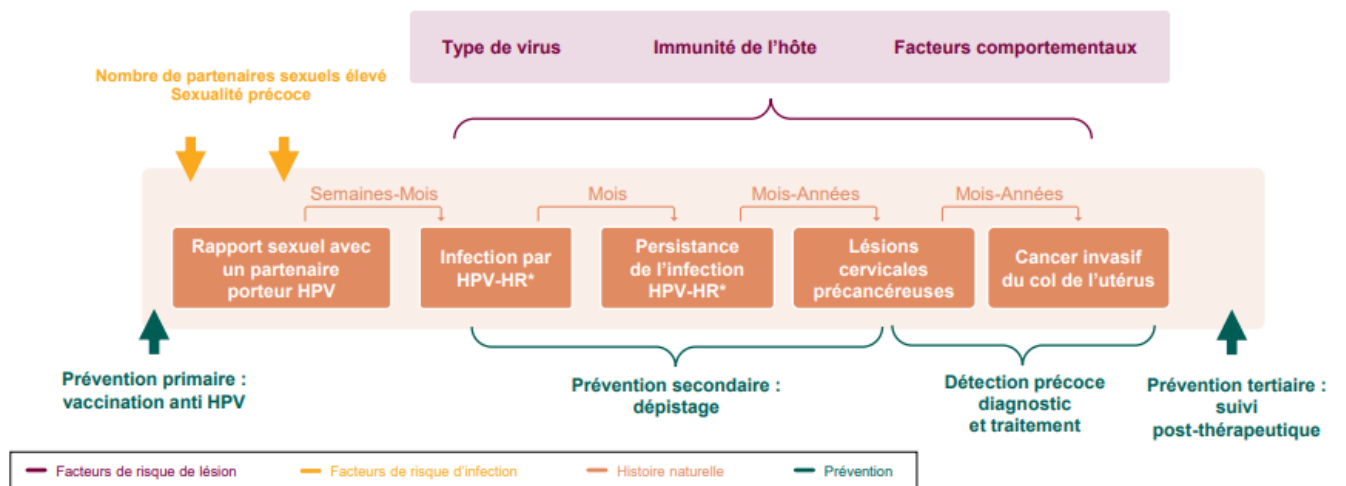 Type de virus
Immunité de l'hôte
Facteurs comportementaux
Nombre de partenaires sexuels élevé
Sexualité précoce
Semaines-Mois
Mois
Mois-Années
Mois-Années
Rapport sexuel avec
un partenaire
porteur HPV
Infection par
HPV-HR*
Persistance
de l'infection
HPV-HR*
Lésions
cervicales
précancéreuses
Cancer invasif
du col de l'utérus
Prévention primaire :
vaccination anti HPV
Prévention secondaire :
dépistage
Détection précoce
diagnostic
et traitement
Prévention tertiaire :
suivi
post-thérapeutique
Facteurs de risque de lésion
Facteurs de risque d'infection
Histoire naturelle
Prévention